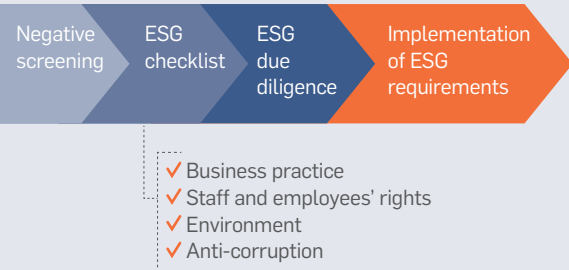 Negative
screening
ESG
checklist
ESG
due
diligence
Implementation
of ESG
requirements
Business practice
Staff and employees' rights
Environment
Anti-corruption